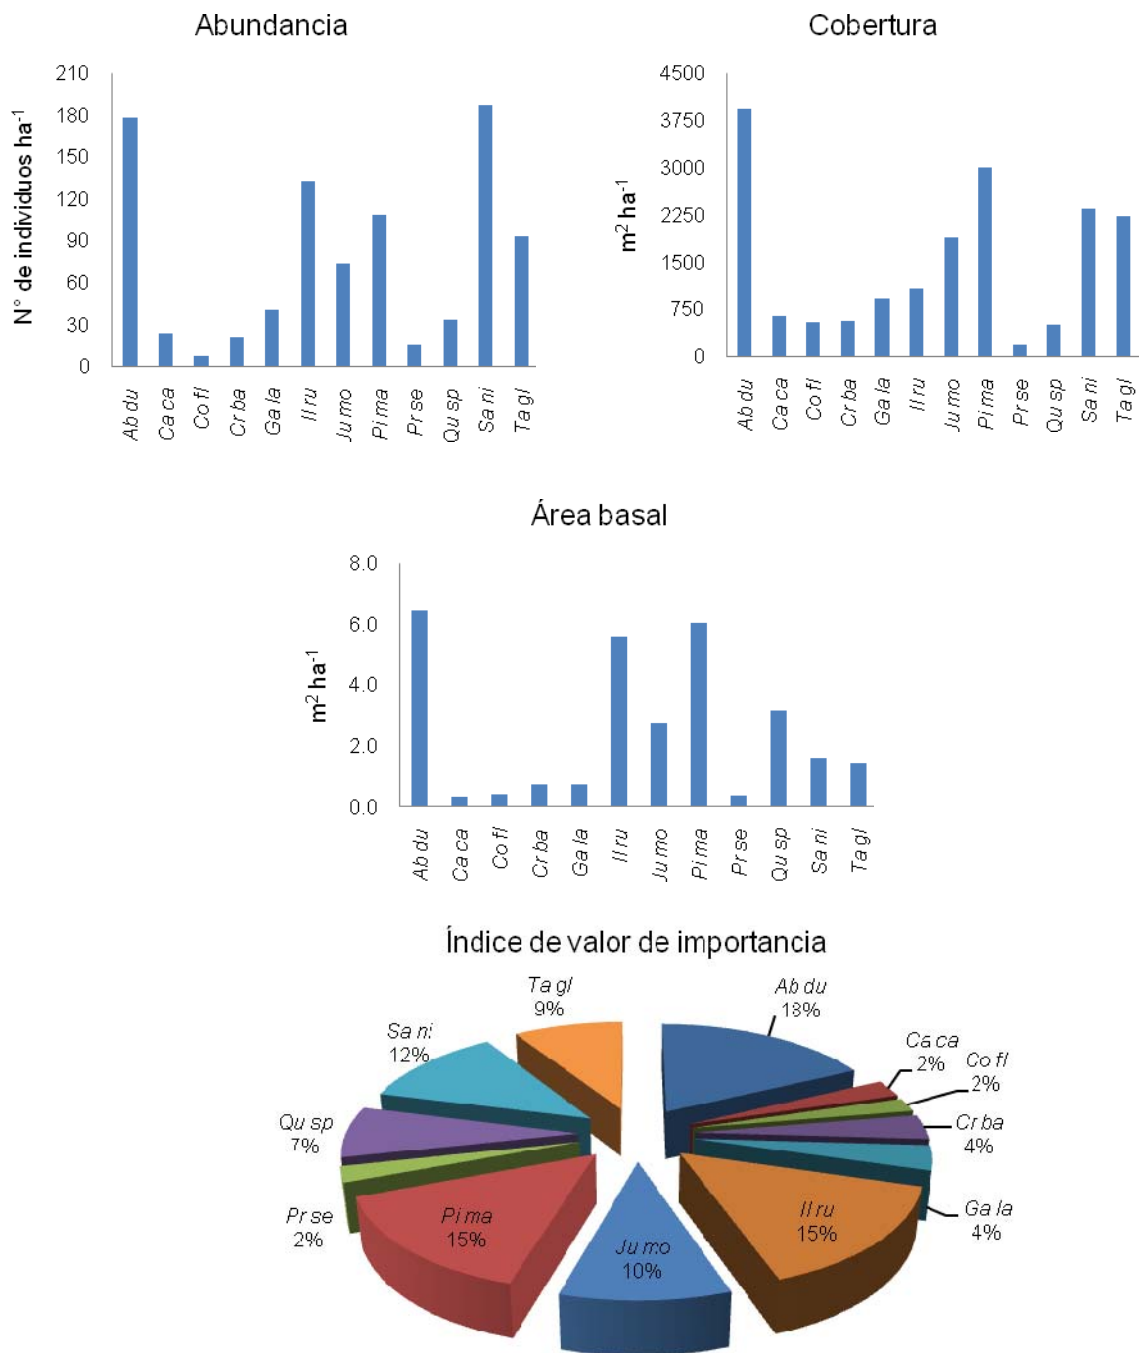 Abundancia
N° de individuos ha-1
210
180
150
120
90
60
30
0
Ab du
Ca ca
Co fl
Cr ba
Ga la
Il ru
Ju mo
Pi ma
Pr se
Qu sp
Sa ni
Ta gl
Cobertura
m2 ha-1
4500
3750
3000
2250
1500
750
0
Ab du
Ca ca
Co fl
Cr ba
Ga la
Il ru
Ju mo
Pi ma
Pr se
Qu sp
Sa ni
Ta gl
Área basal
m2 ha-1
8.0
6.0
4.0
2.0
0.0
Ab du
Ca ca
Co fl
Cr ba
Ga la
Il ru
Ju mo
Pi ma
Pr se
Qu sp
Sa ni
Ta gl
Índice de valor de importancia
Ab du
18%
Ca ca
2%
Co fl
2%
Cr ba
4%
Ga la
4%
Il ru
15%
Ju mo
10%
Pi ma
15%
Pr se
2%
Qu sp
7%
Sa ni
12%
Ta gl
9%